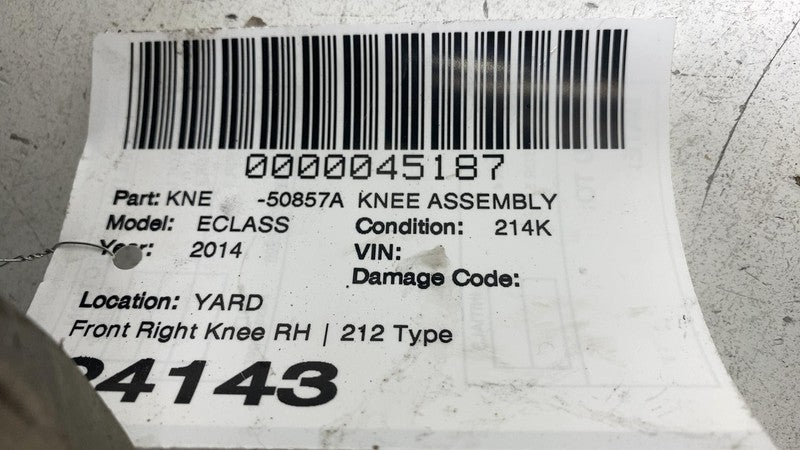 0000045187
Part: KNE -50857A KNEE ASSEMBLY
Model: ECLASS Condition: 214K
Year: 2014 VIN:
Damage Code:
Location: YARD
Front Right Knee RH | 212 Type
4143